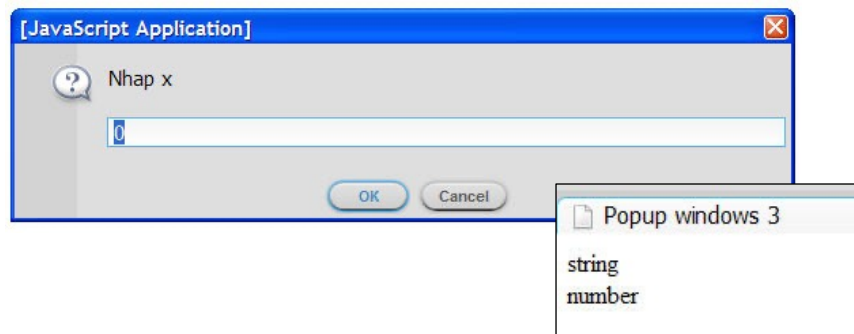 [JavaScript Application]
Nhap x
0
OK Cancel
Popup windows 3
string
number